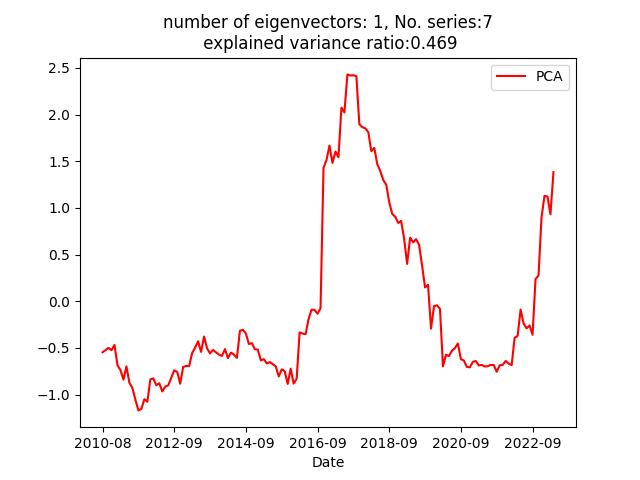 number of eigenvectors: 1, No. series:7
explained variance ratio:0.469
PCA
2.5
2.0
1.5
1.0
0.5
0.0
−0.5
−1.0
2010-08 2012-09 2014-09 2016-09 2018-09 2020-09 2022-09
Date